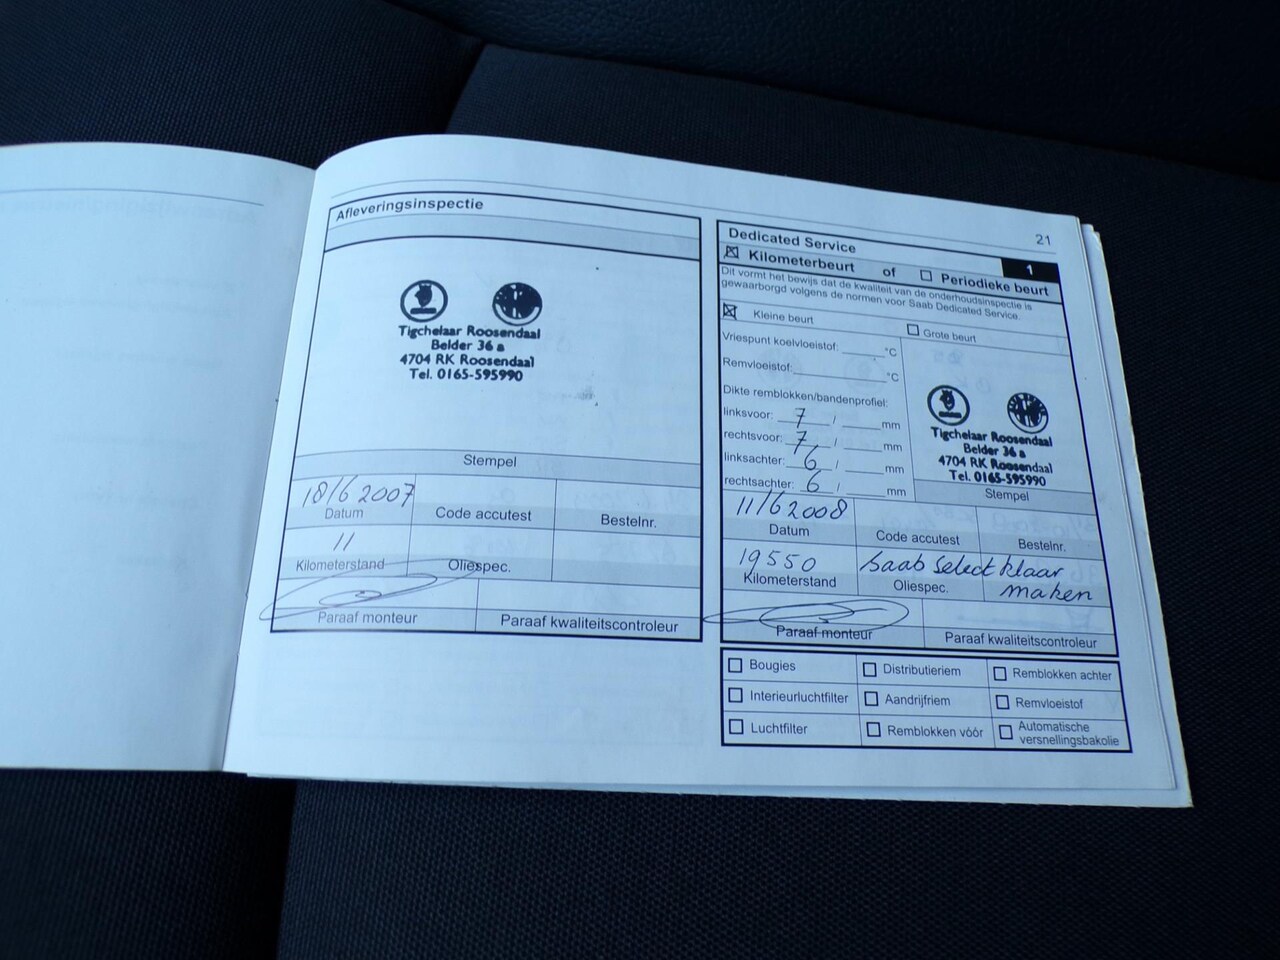 Afleveringsinspectie
Tigchelaar Roosendaal
Belder 36 a
4704 RK Roosendaal
Tel. 0165-595990
Stempel
18/6 2007
Datum
Code accutest
Bestelnr.
11
Kilometerstand
Oliespec.
Paraaf monteur
Paraaf kwaliteitscontroleur
21
Dedicated Service
1
Kilometerbeurt of Periodieke beurt
Dit vormt het bewijs dat de kwaliteit van de onderhoudsinspectie is
gewaarborgd volgens de normen voor Saab Dedicated Service.
Kleine beurt
Grote beurt
Vriespunt koelvloeistof: °C
Remvloeistof: °C
Dikte remblokken/bandenprofiel:
linksvoor: 7 / mm
rechtsvoor: 7 / mm
linksachter: 6 / mm
rechtsachter: 6 / mm
Tigchelaar Roosendaal
Belder 36 a
4704 RK Roosendaal
Tel. 0165-595990
Stempel
11/6 2008
Datum
Code accutest
Bestelnr.
19550
Kilometerstand
Saab Select klaar
maken
Oliespec.
Paraaf monteur
Paraaf kwaliteitscontroleur
Bougies
Distributieriem
Remblokken achter
Interieurluchtfilter
Aandrijfriem
Remvloeistof
Luchtfilter
Remblokken vóór
Automatische
versnellingsbakolie